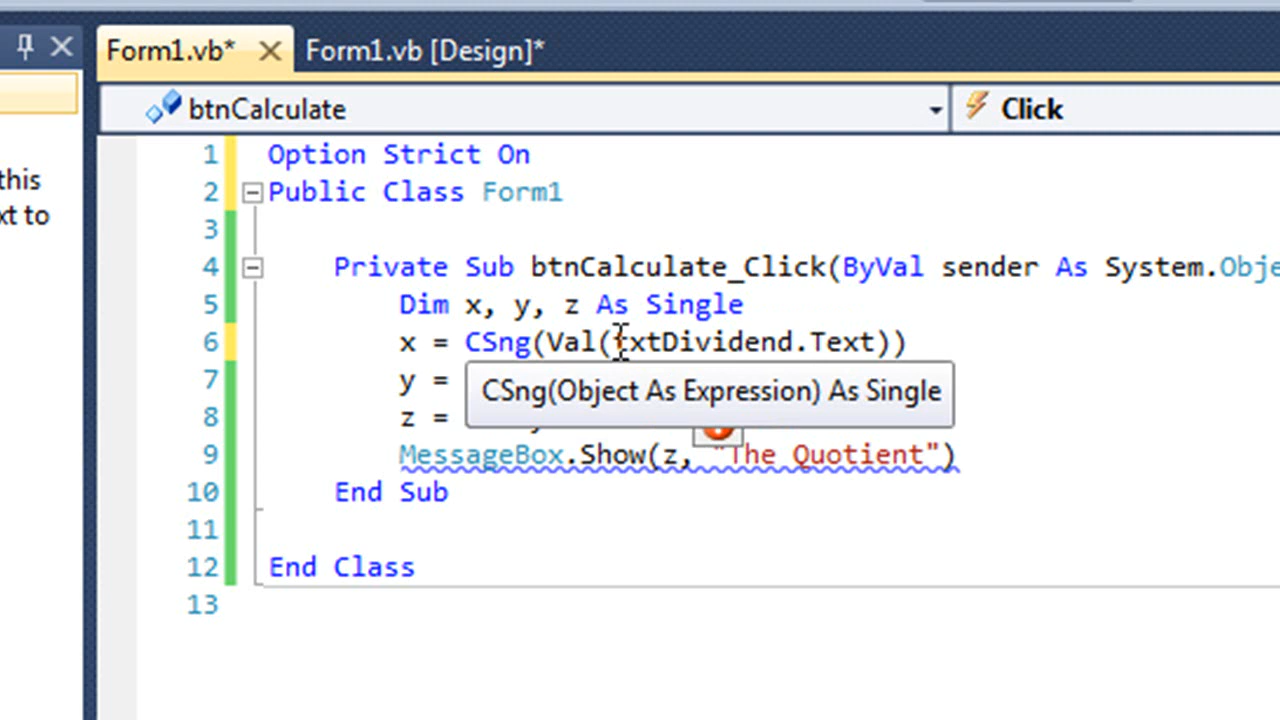 Form1.vb* Form1.vb [Design]*
btnCalculate Click
this
xt to
1 Option Strict On
2 Public Class Form1
3
4 Private Sub btnCalculate_Click(ByVal sender As System.Obje
5 Dim x, y, z As Single
6 x = CSng(Val(txtDividend.Text))
7 y =
CSng(Object As Expression) As Single
8 z =
9 MessageBox.Show(z, "The Quotient")
10 End Sub
11
12 End Class
13